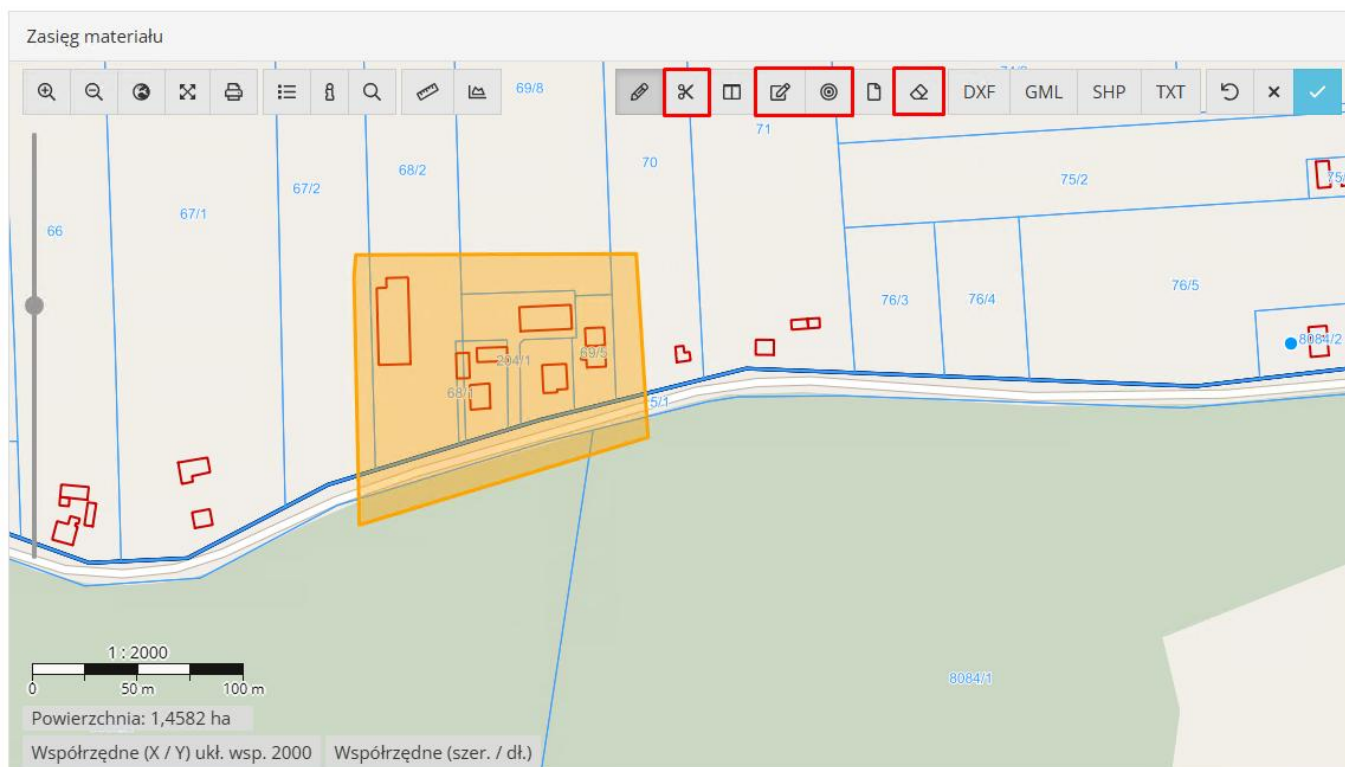 Zasięg materiału
DXF GML SHP TXT
69/8
71
70
68/2
67/2
67/1
66
75/2
76/3
76/4
76/5
8084/2
204/1
69/5
68/1
5/1
8084/1
1 : 2000
0 50 m 100 m
Powierzchnia: 1,4582 ha
Współrzędne (X / Y) ukł. wsp. 2000 Współrzędne (szer. / dł.)